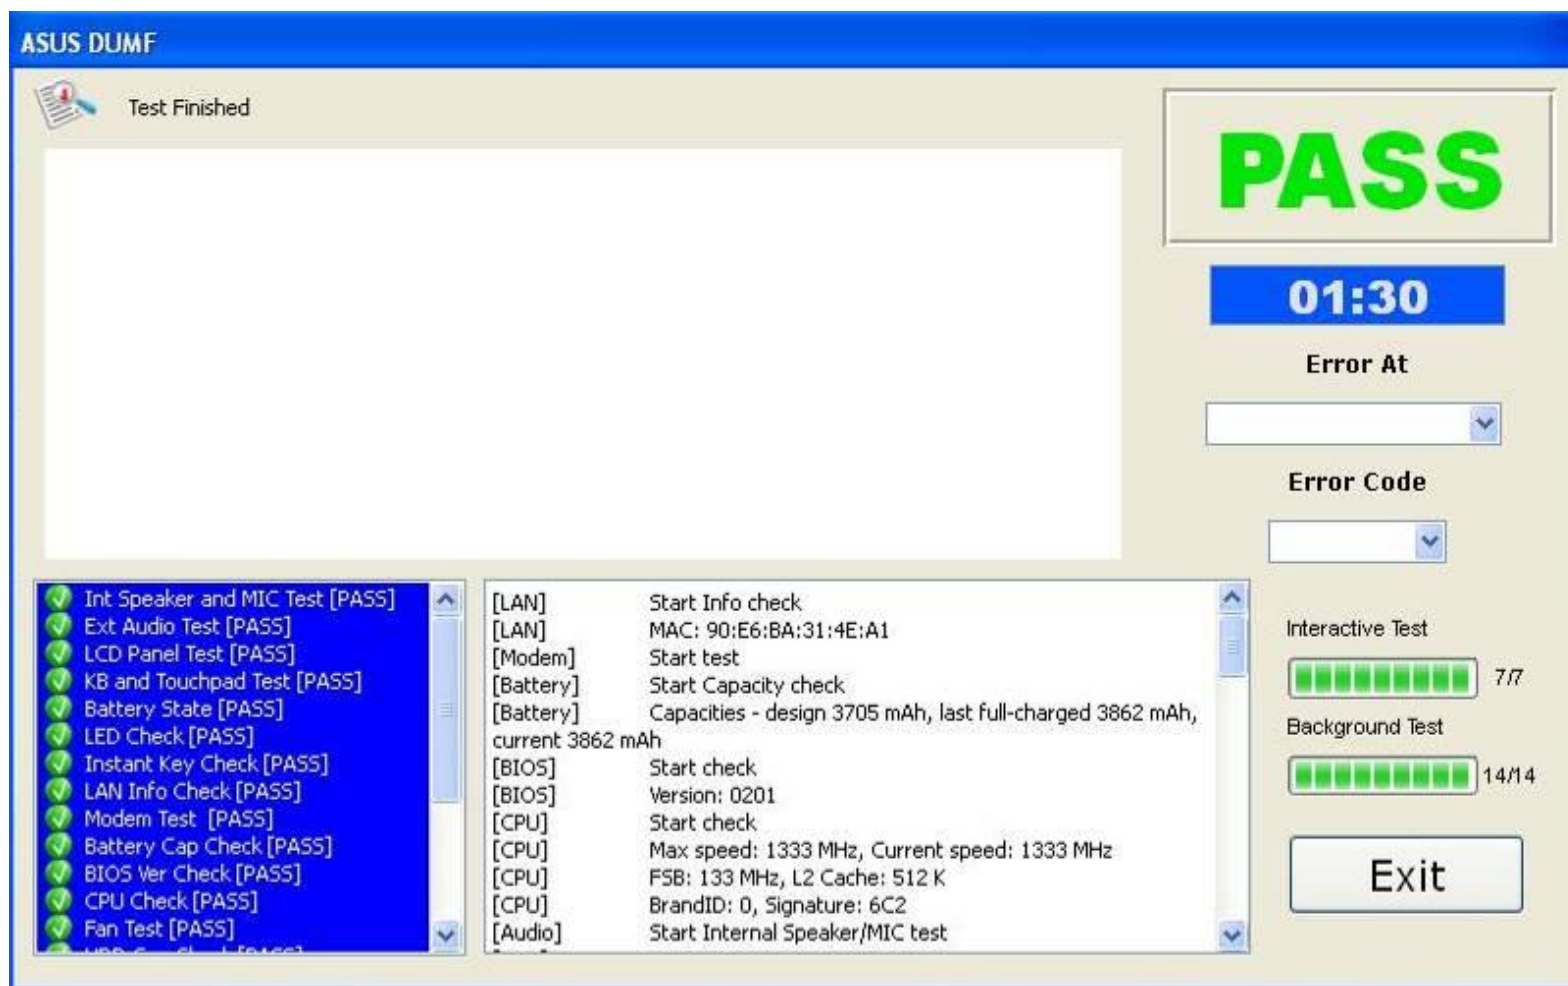 ASUS DUMF
Test Finished
PASS
01:30
Error At
Error Code
Int Speaker and MIC Test [PASS]
Ext Audio Test [PASS]
LCD Panel Test [PASS]
KB and Touchpad Test [PASS]
Battery State [PASS]
LED Check [PASS]
Instant Key Check [PASS]
LAN Info Check [PASS]
Modem Test [PASS]
Battery Cap Check [PASS]
BIOS Ver Check [PASS]
CPU Check [PASS]
Fan Test [PASS]
[LAN] Start Info check
[LAN] MAC: 90:E6:BA:31:4E:A1
[Modem] Start test
[Battery] Start Capacity check
[Battery] Capacities - design 3705 mAh, last full-charged 3862 mAh,
current 3862 mAh
[BIOS] Start check
[BIOS] Version: 0201
[CPU] Start check
[CPU] Max speed: 1333 MHz, Current speed: 1333 MHz
[CPU] FSB: 133 MHz, L2 Cache: 512 K
[CPU] BrandID: 0, Signature: 6C2
[Audio] Start Internal Speaker/MIC test
Interactive Test
7/7
Background Test
14/14
Exit